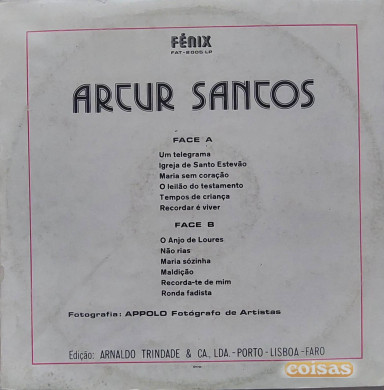 FÉNIX
FAT-6005 LP
ARTUR SANTOS
FACE A
Um telegrama
Igreja de Santo Estevão
Maria sem coração
O leilão do testamento
Tempos de criança
Recordar é viver
FACE B
O Anjo de Loures
Não rias
Maria sózinha
Maldição
Recorda-te de mim
Ronda fadista
Fotografia: APPOLO Fotógrafo de Artistas
Edição: ARNALDO TRINDADE & CA, LDA. - PORTO - LISBOA - FARO
coisas